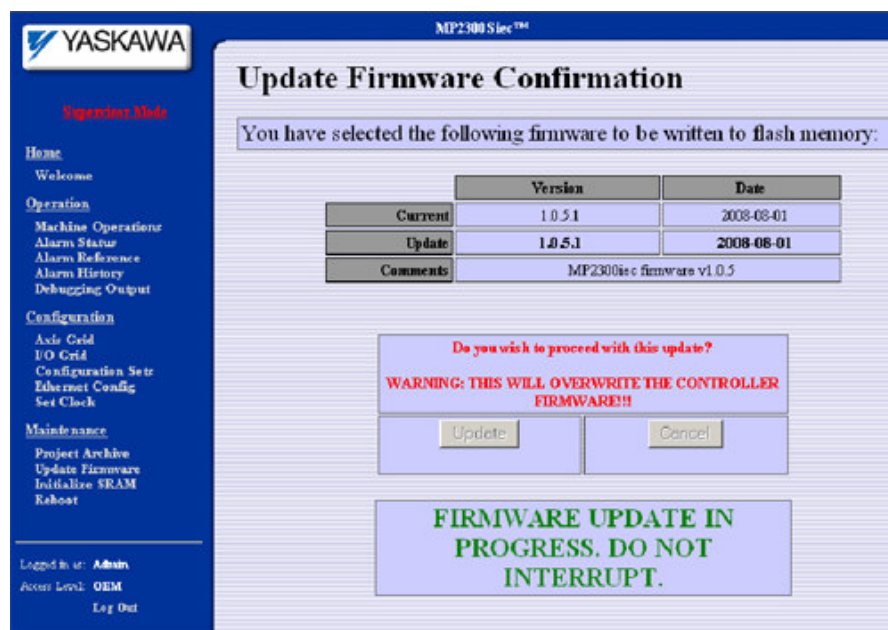 YASKAWA
MP2300Siec™
Supervisor Mode
Home
Welcome
Operation
Machine Operations
Alarm Status
Alarm Reference
Alarm History
Debugging Output
Configuration
Axis Grid
I/O Grid
Configuration Sets
Ethernet Config
Set Clock
Maintenance
Project Archive
Update Firmware
Initialize SRAM
Reboot
Logged in as: Admin
Access Level: OEM
Log Out
Update Firmware Confirmation
You have selected the following firmware to be written to flash memory:
Version Date
Current 1.0.5.1 2008-08-01
Update 1.0.5.1 2008-08-01
Comments MP2300iec firmware v1.0.5
Do you wish to proceed with this update?
WARNING: THIS WILL OVERWRITE THE CONTROLLER
FIRMWARE!!!
Update Cancel
FIRMWARE UPDATE IN
PROGRESS. DO NOT
INTERRUPT.